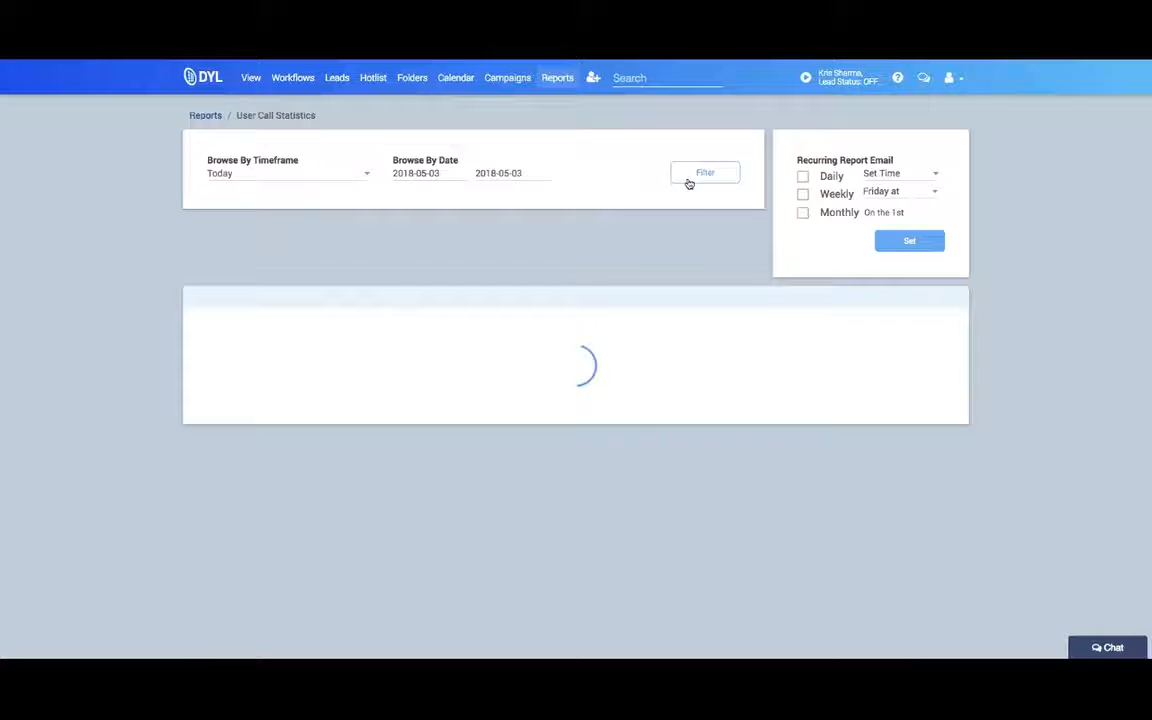 DYL View Workflows Leads Hotlist Folders Calendar Campaigns Reports Search Kris Sharma,
Lead Status: OFF...
Reports / User Call Statistics
Browse By Timeframe
Today
Browse By Date
2018-05-03 2018-05-03
Filter
Recurring Report Email
Daily Set Time
Weekly Friday at
Monthly On the 1st
Set
Chat